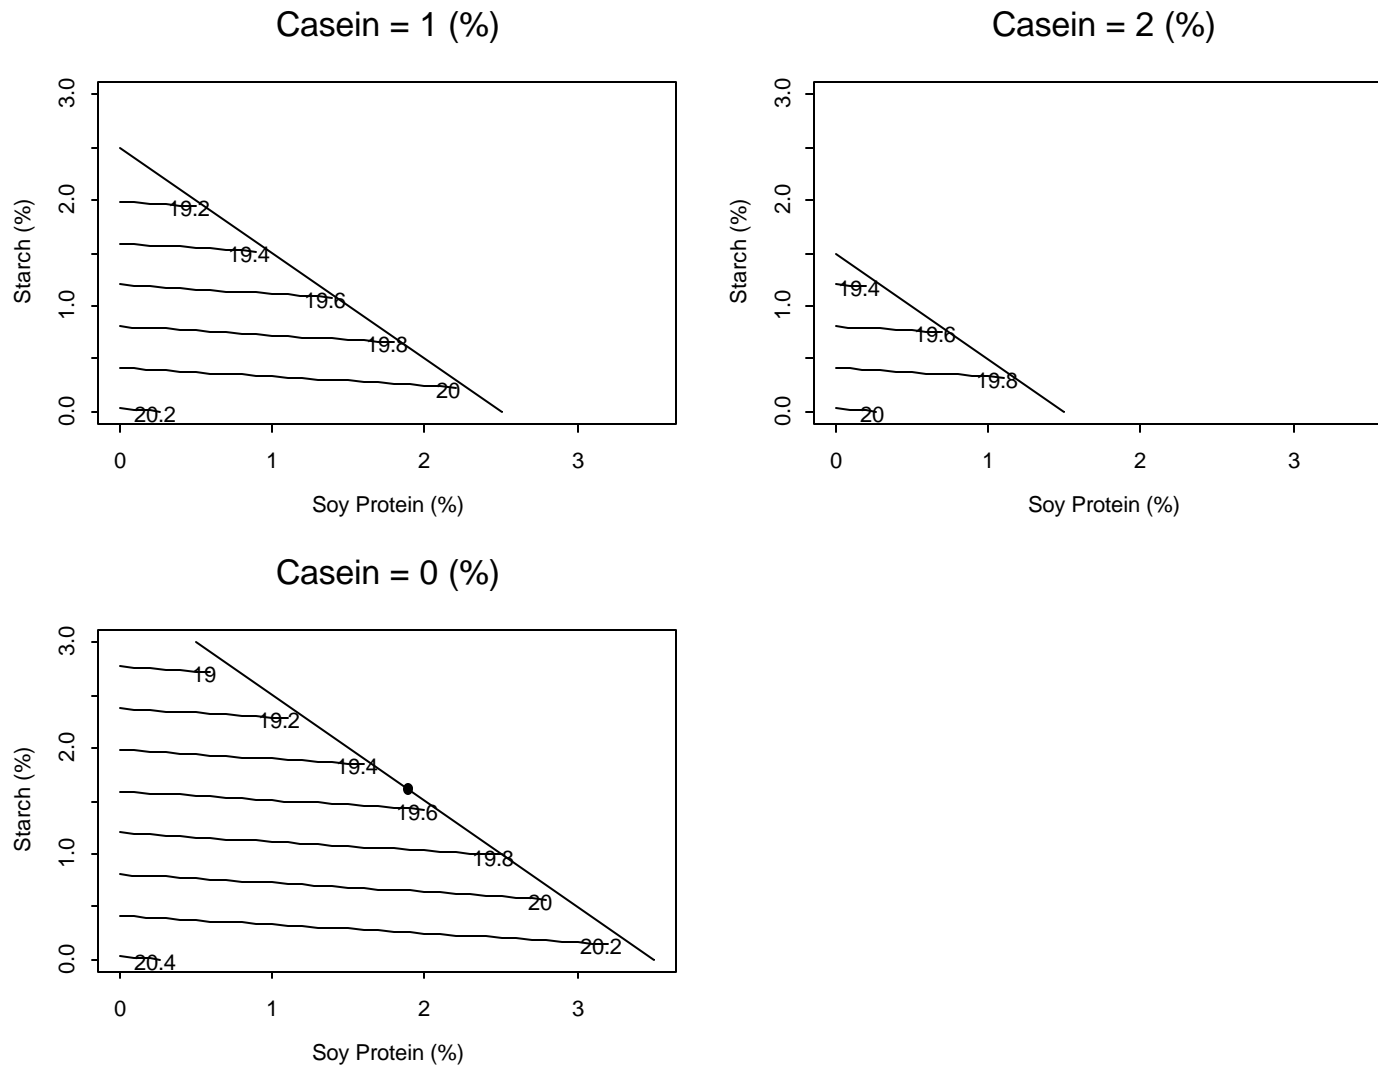 Casein = 1 (%)
3.0
2.0
1.0
0.0
Starch (%)
19.2
19.4
19.6
19.8
20
20.2
0 1 2 3
Soy Protein (%)
Casein = 2 (%)
3.0
2.0
1.0
0.0
Starch (%)
19.4
19.6
19.8
20
0 1 2 3
Soy Protein (%)
Casein = 0 (%)
3.0
2.0
1.0
0.0
Starch (%)
19
19.2
19.4
19.6
19.8
20
20.2
20.4
0 1 2 3
Soy Protein (%)